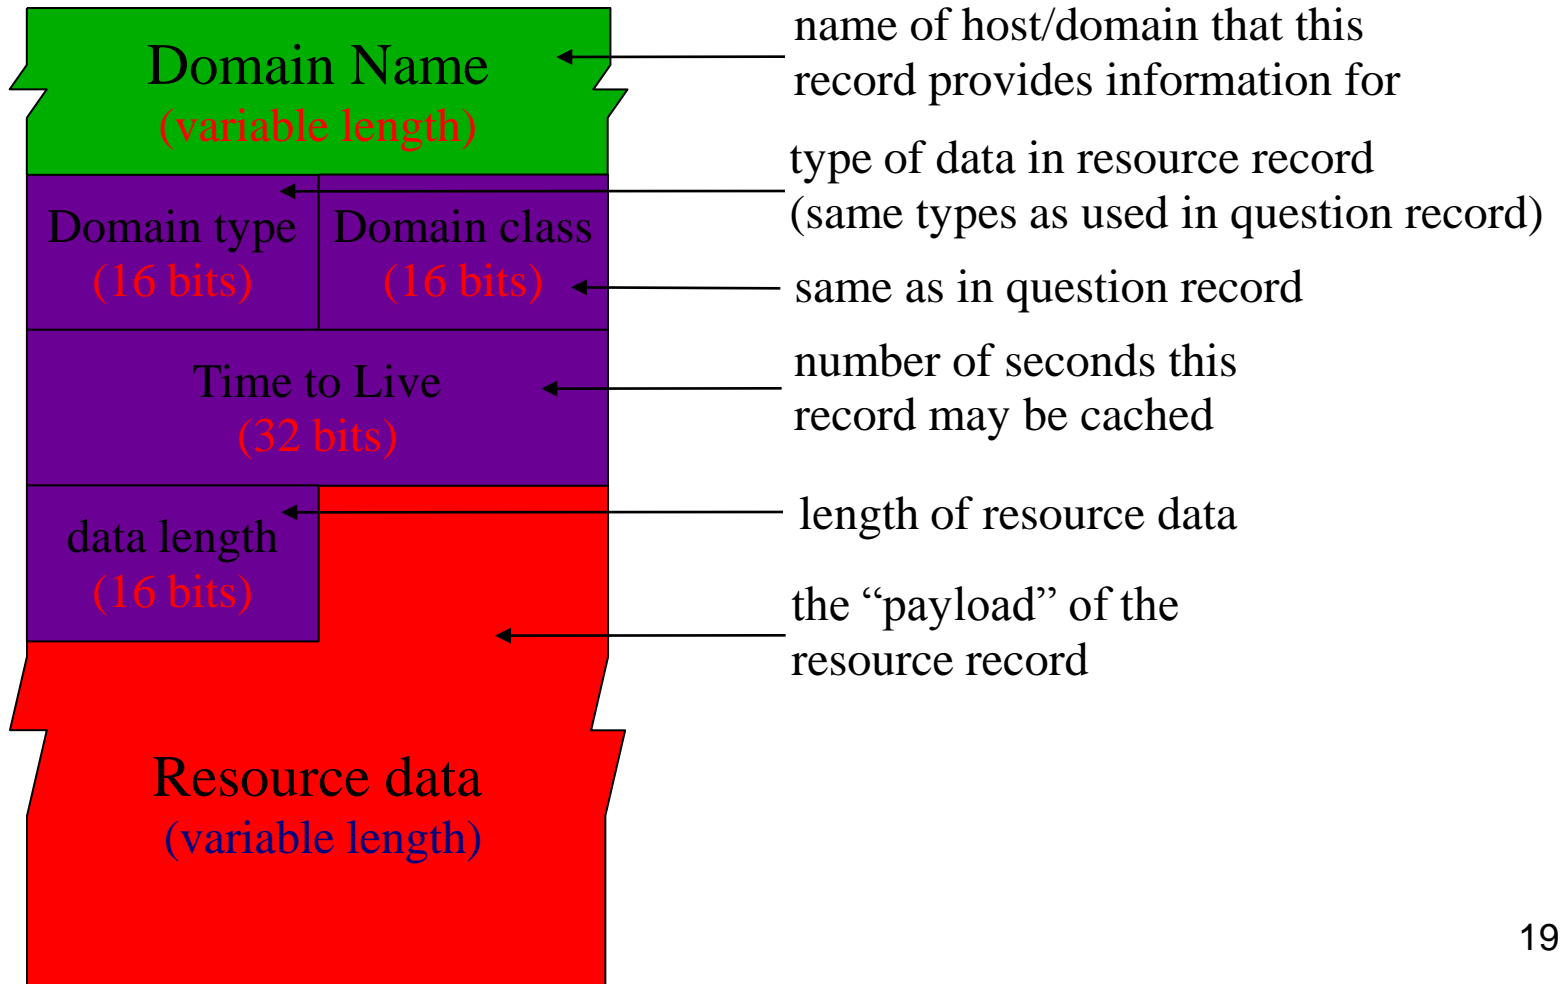 Domain Name
(variable length)
name of host/domain that this
record provides information for
Domain type
(16 bits)
Domain class
(16 bits)
type of data in resource record
(same types as used in question record)
same as in question record
Time to Live
(32 bits)
number of seconds this
record may be cached
data length
(16 bits)
length of resource data
the “payload” of the
resource record
Resource data
(variable length)
19